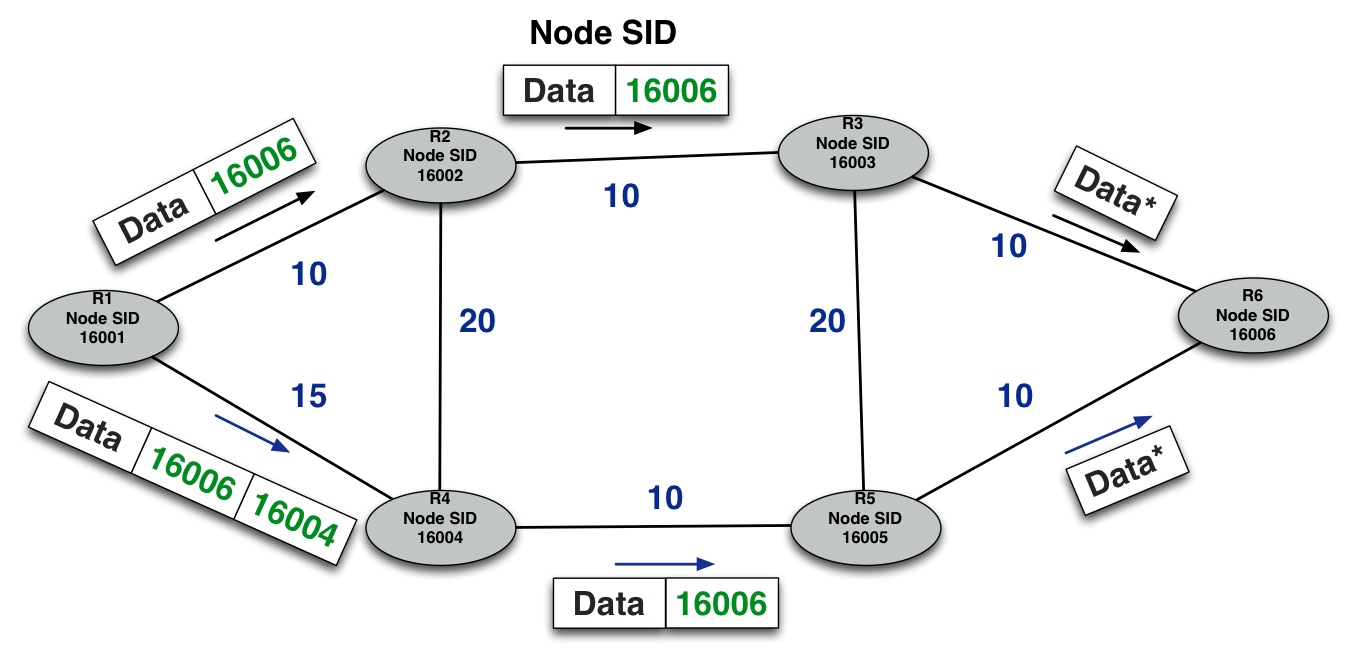 Node SID
Data 16006
R2
Node SID
16002
R3
Node SID
16003
Data 16006
Data*
10
10
10
R1
Node SID
16001
20
20
R6
Node SID
16006
15
10
Data 16006 16004
Data*
R4
Node SID
16004
10
R5
Node SID
16005
Data 16006